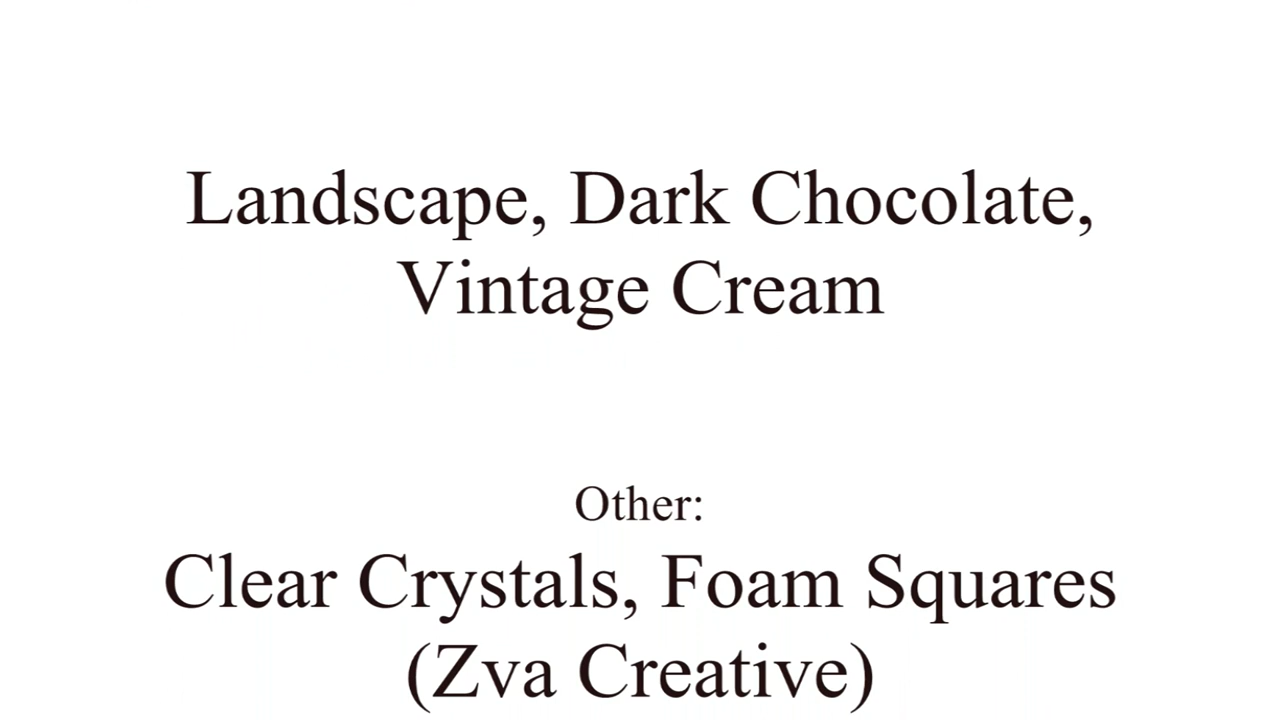 Landscape, Dark Chocolate,
Vintage Cream
Other:
Clear Crystals, Foam Squares
(Zva Creative)